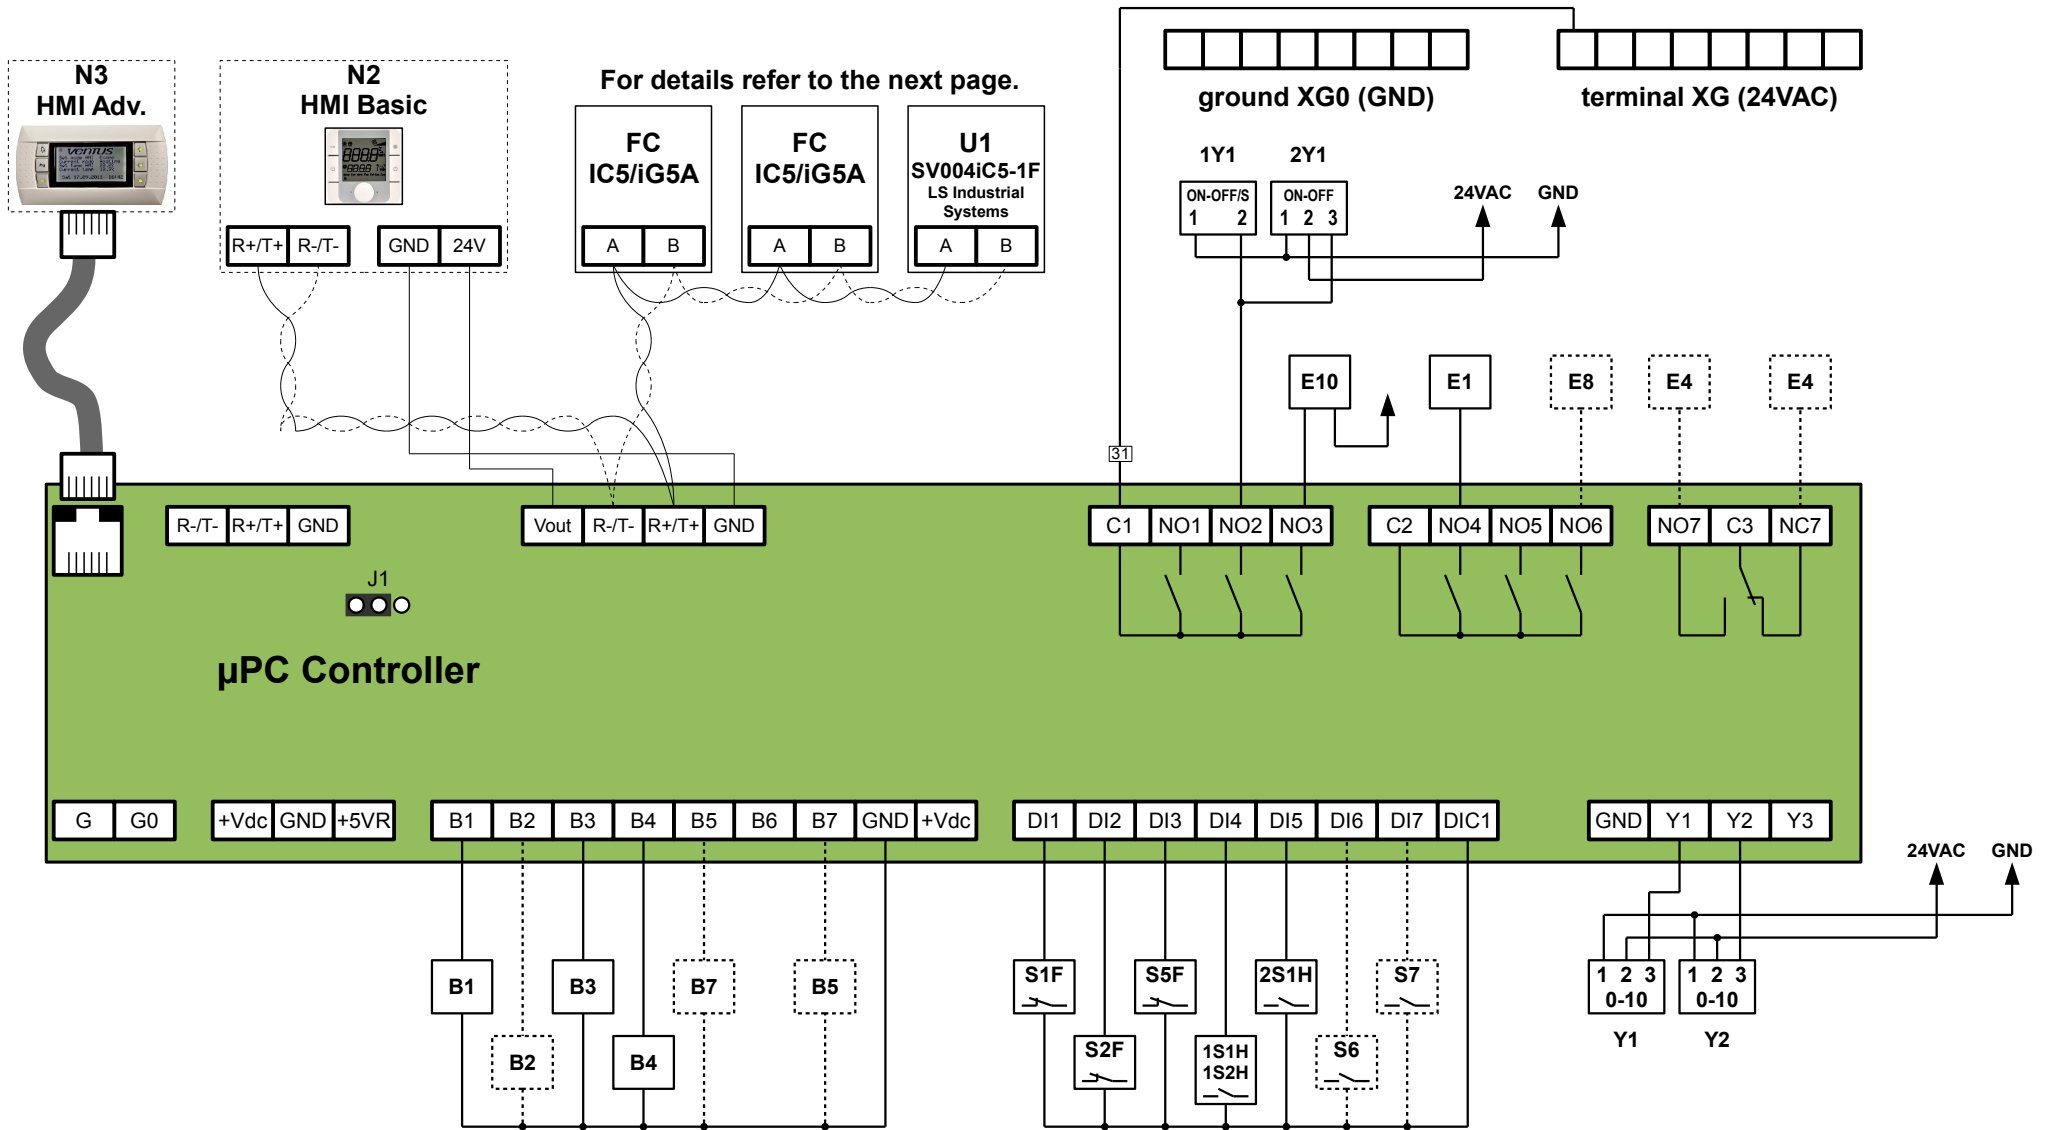 N3
HMI Adv.
VENTUS
N2
HMI Basic
R+/T+ R-/T- GND 24V
For details refer to the next page.
FC
IC5/iG5A
A B
FC
IC5/iG5A
A B
U1
SV004iC5-1F
LS Industrial
Systems
A B
ground XG0 (GND)
terminal XG (24VAC)
1Y1
ON-OFF/S
1 2
2Y1
ON-OFF
1 2 3
24VAC
GND
E10
E1
E8
E4
E4
31
R-/T- R+/T+ GND
Vout R-/T- R+/T+ GND
C1 NO1 NO2 NO3
C2 NO4 NO5 NO6
NO7 C3 NC7
J1
µPC Controller
G G0
+Vdc GND +5VR
B1 B2 B3 B4 B5 B6 B7 GND +Vdc
DI1 DI2 DI3 DI4 DI5 DI6 DI7 DIC1
GND Y1 Y2 Y3
24VAC
GND
B1
B3
B7
B5
B2
B4
S1F
S5F
2S1H
S7
S2F
1S1H
1S2H
S6
1 2 3
0-10
Y1
1 2 3
0-10
Y2